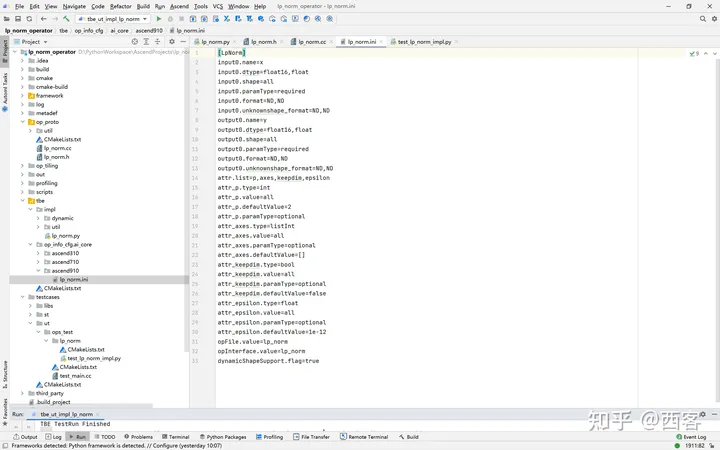 File Edit View Navigate Code Refactor Run Ascend Tools VCS Window Help lp_norm_operator - lp_norm.ini
tbe_ut_impl_lp_norm
lp_norm_operator tbe op_info_cfg ai_core ascend910 lp_norm.ini
Project lp_norm.py lp_norm.h lp_norm.cc lp_norm.ini test_lp_norm_impl.py
Project
Autoaml Tasks
Structure
Favorites
lp_norm_operator D:\PythonWorkspace\AscendProjects\lp_no
.idea
build
cmake
cmake-build
framework
log
metadef
op_proto
util
CMakeLists.txt
lp_norm.cc
lp_norm.h
op_tiling
out
profiling
scripts
tbe
impl
dynamic
util
lp_norm.py
op_info_cfg.ai_core
ascend310
ascend710
ascend910
lp_norm.ini
CMakeLists.txt
testcases
libs
st
ut
ops_test
lp_norm
CMakeLists.txt
test_lp_norm_impl.py
CMakeLists.txt
test_main.cc
CMakeLists.txt
third_party
.build_project
1 [LpNorm]
2 input0.name=x
3 input0.dtype=float16,float
4 input0.shape=all
5 input0.paramType=required
6 input0.format=ND,ND
7 input0.unknownshape_format=ND,ND
8 output0.name=y
9 output0.dtype=float16,float
10 output0.shape=all
11 output0.paramType=required
12 output0.format=ND,ND
13 output0.unknownshape_format=ND,ND
14 attr.list=p,axes,keepdim,epsilon
15 attr_p.type=int
16 attr_p.value=all
17 attr_p.defaultValue=2
18 attr_p.paramType=optional
19 attr_axes.type=listInt
20 attr_axes.value=all
21 attr_axes.paramType=optional
22 attr_axes.defaultValue=[]
23 attr_keepdim.type=bool
24 attr_keepdim.value=all
25 attr_keepdim.paramType=optional
26 attr_keepdim.defaultValue=false
27 attr_epsilon.type=float
28 attr_epsilon.value=all
29 attr_epsilon.paramType=optional
30 attr_epsilon.defaultValue=1e-12
31 opFile.value=lp_norm
32 opInterface.value=lp_norm
33 dynamicShapeSupport.flag=true
9
Run: tbe_ut_impl_lp_norm
TBE TestRun Finished
知乎 @西客
Output Log Run TODO Problems Terminal Python Packages Profiling File Transfer Remote Terminal Build Event Log
Frameworks detected: Python framework is detected. // Configure (yesterday 10:07)